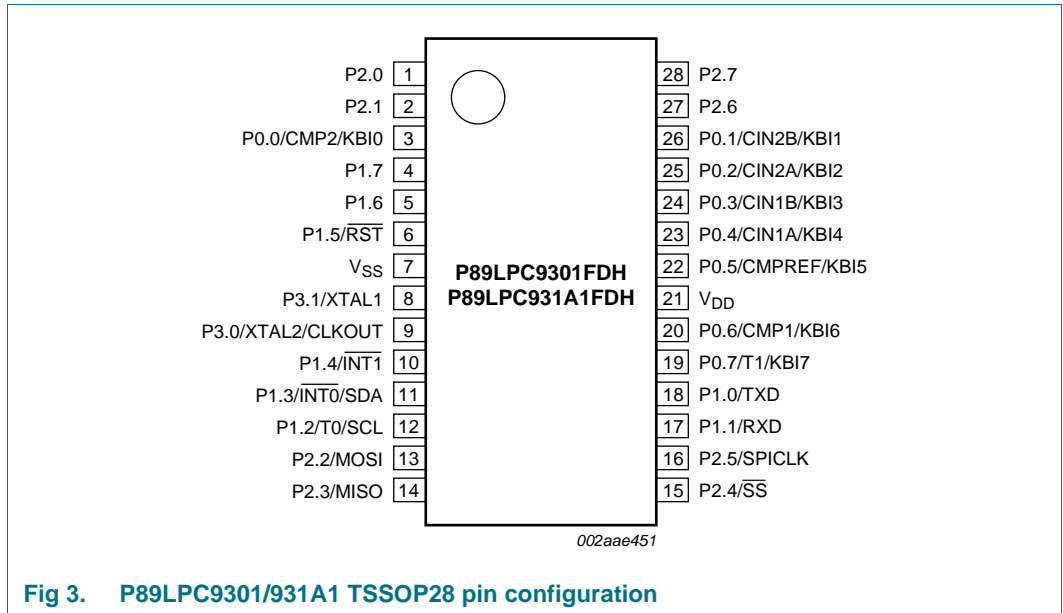 P2.0 1
P2.1 2
P0.0/CMP2/KBI0 3
P1.7 4
P1.6 5
P1.5/R̅S̅T̅ 6
VSS 7
P3.1/XTAL1 8
P3.0/XTAL2/CLKOUT 9
P1.4/I̅N̅T̅1̅ 10
P1.3/I̅N̅T̅0̅/SDA 11
P1.2/T0/SCL 12
P2.2/MOSI 13
P2.3/MISO 14
P89LPC9301FDH
P89LPC931A1FDH
28 P2.7
27 P2.6
26 P0.1/CIN2B/KBI1
25 P0.2/CIN2A/KBI2
24 P0.3/CIN1B/KBI3
23 P0.4/CIN1A/KBI4
22 P0.5/CMPREF/KBI5
21 VDD
20 P0.6/CMP1/KBI6
19 P0.7/T1/KBI7
18 P1.0/TXD
17 P1.1/RXD
16 P2.5/SPICLK
15 P2.4/S̅S̅
002aae451
Fig 3. P89LPC9301/931A1 TSSOP28 pin configuration